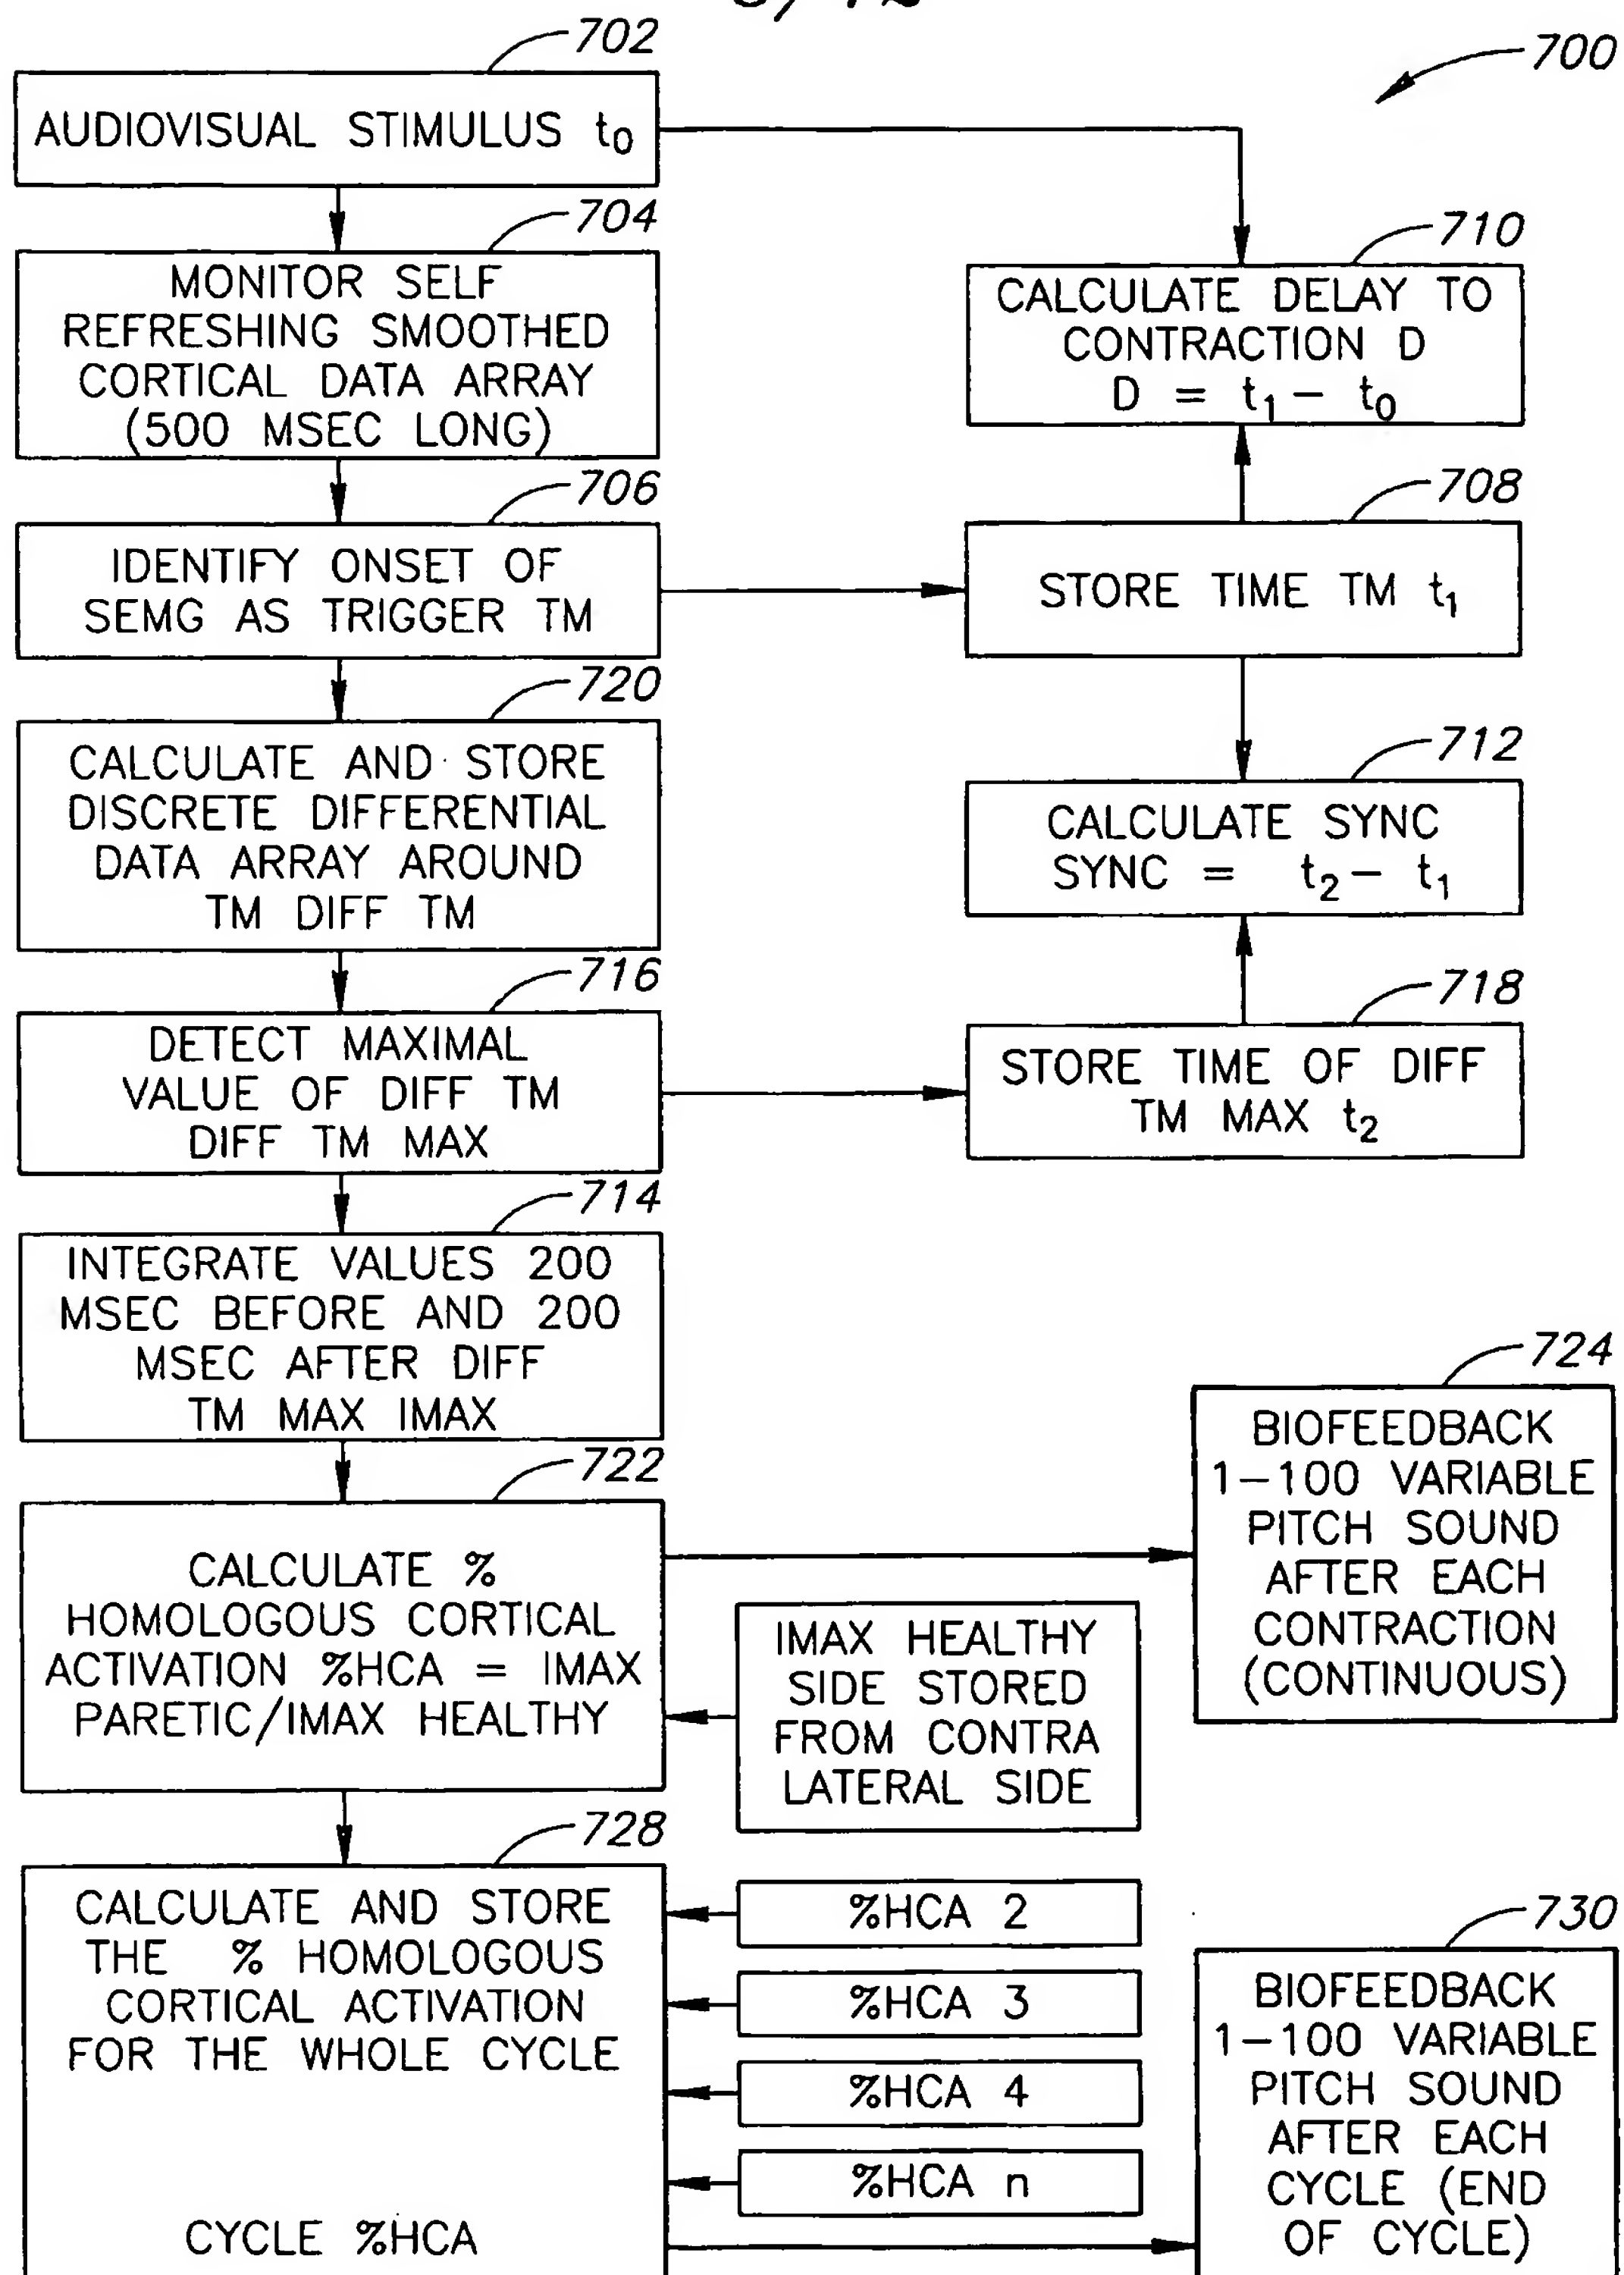 702
700
AUDIOVISUAL STIMULUS t0
704
MONITOR SELF
REFRESHING SMOOTHED
CORTICAL DATA ARRAY
(500 MSEC LONG)
710
CALCULATE DELAY TO
CONTRACTION D
D = t1 - t0
706
IDENTIFY ONSET OF
SEMG AS TRIGGER TM
708
STORE TIME TM t1
720
CALCULATE AND STORE
DISCRETE DIFFERENTIAL
DATA ARRAY AROUND
TM DIFF TM
712
CALCULATE SYNC
SYNC = t2 - t1
716
DETECT MAXIMAL
VALUE OF DIFF TM
DIFF TM MAX
718
STORE TIME OF DIFF
TM MAX t2
714
INTEGRATE VALUES 200
MSEC BEFORE AND 200
MSEC AFTER DIFF
TM MAX IMAX
722
CALCULATE %
HOMOLOGOUS CORTICAL
ACTIVATION %HCA = IMAX
PARETIC/IMAX HEALTHY
724
BIOFEEDBACK
1-100 VARIABLE
PITCH SOUND
AFTER EACH
CONTRACTION
(CONTINUOUS)
IMAX HEALTHY
SIDE STORED
FROM CONTRA
LATERAL SIDE
728
CALCULATE AND STORE
THE % HOMOLOGOUS
CORTICAL ACTIVATION
FOR THE WHOLE CYCLE
CYCLE %HCA
%HCA 2
%HCA 3
%HCA 4
%HCA n
730
BIOFEEDBACK
1-100 VARIABLE
PITCH SOUND
AFTER EACH
CYCLE (END
OF CYCLE)